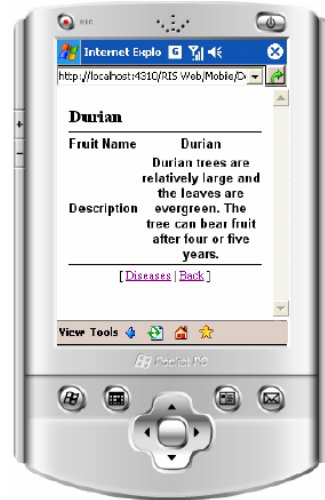 MIC
Internet Explo
http://localhost:4310/RIS Web/Mobile/D
Durian
Fruit Name Durian
Description Durian trees are
relatively large and
the leaves are
evergreen. The
tree can bear fruit
after four or five
years.
[ Diseases | Back ]
View Tools
Pocket PC